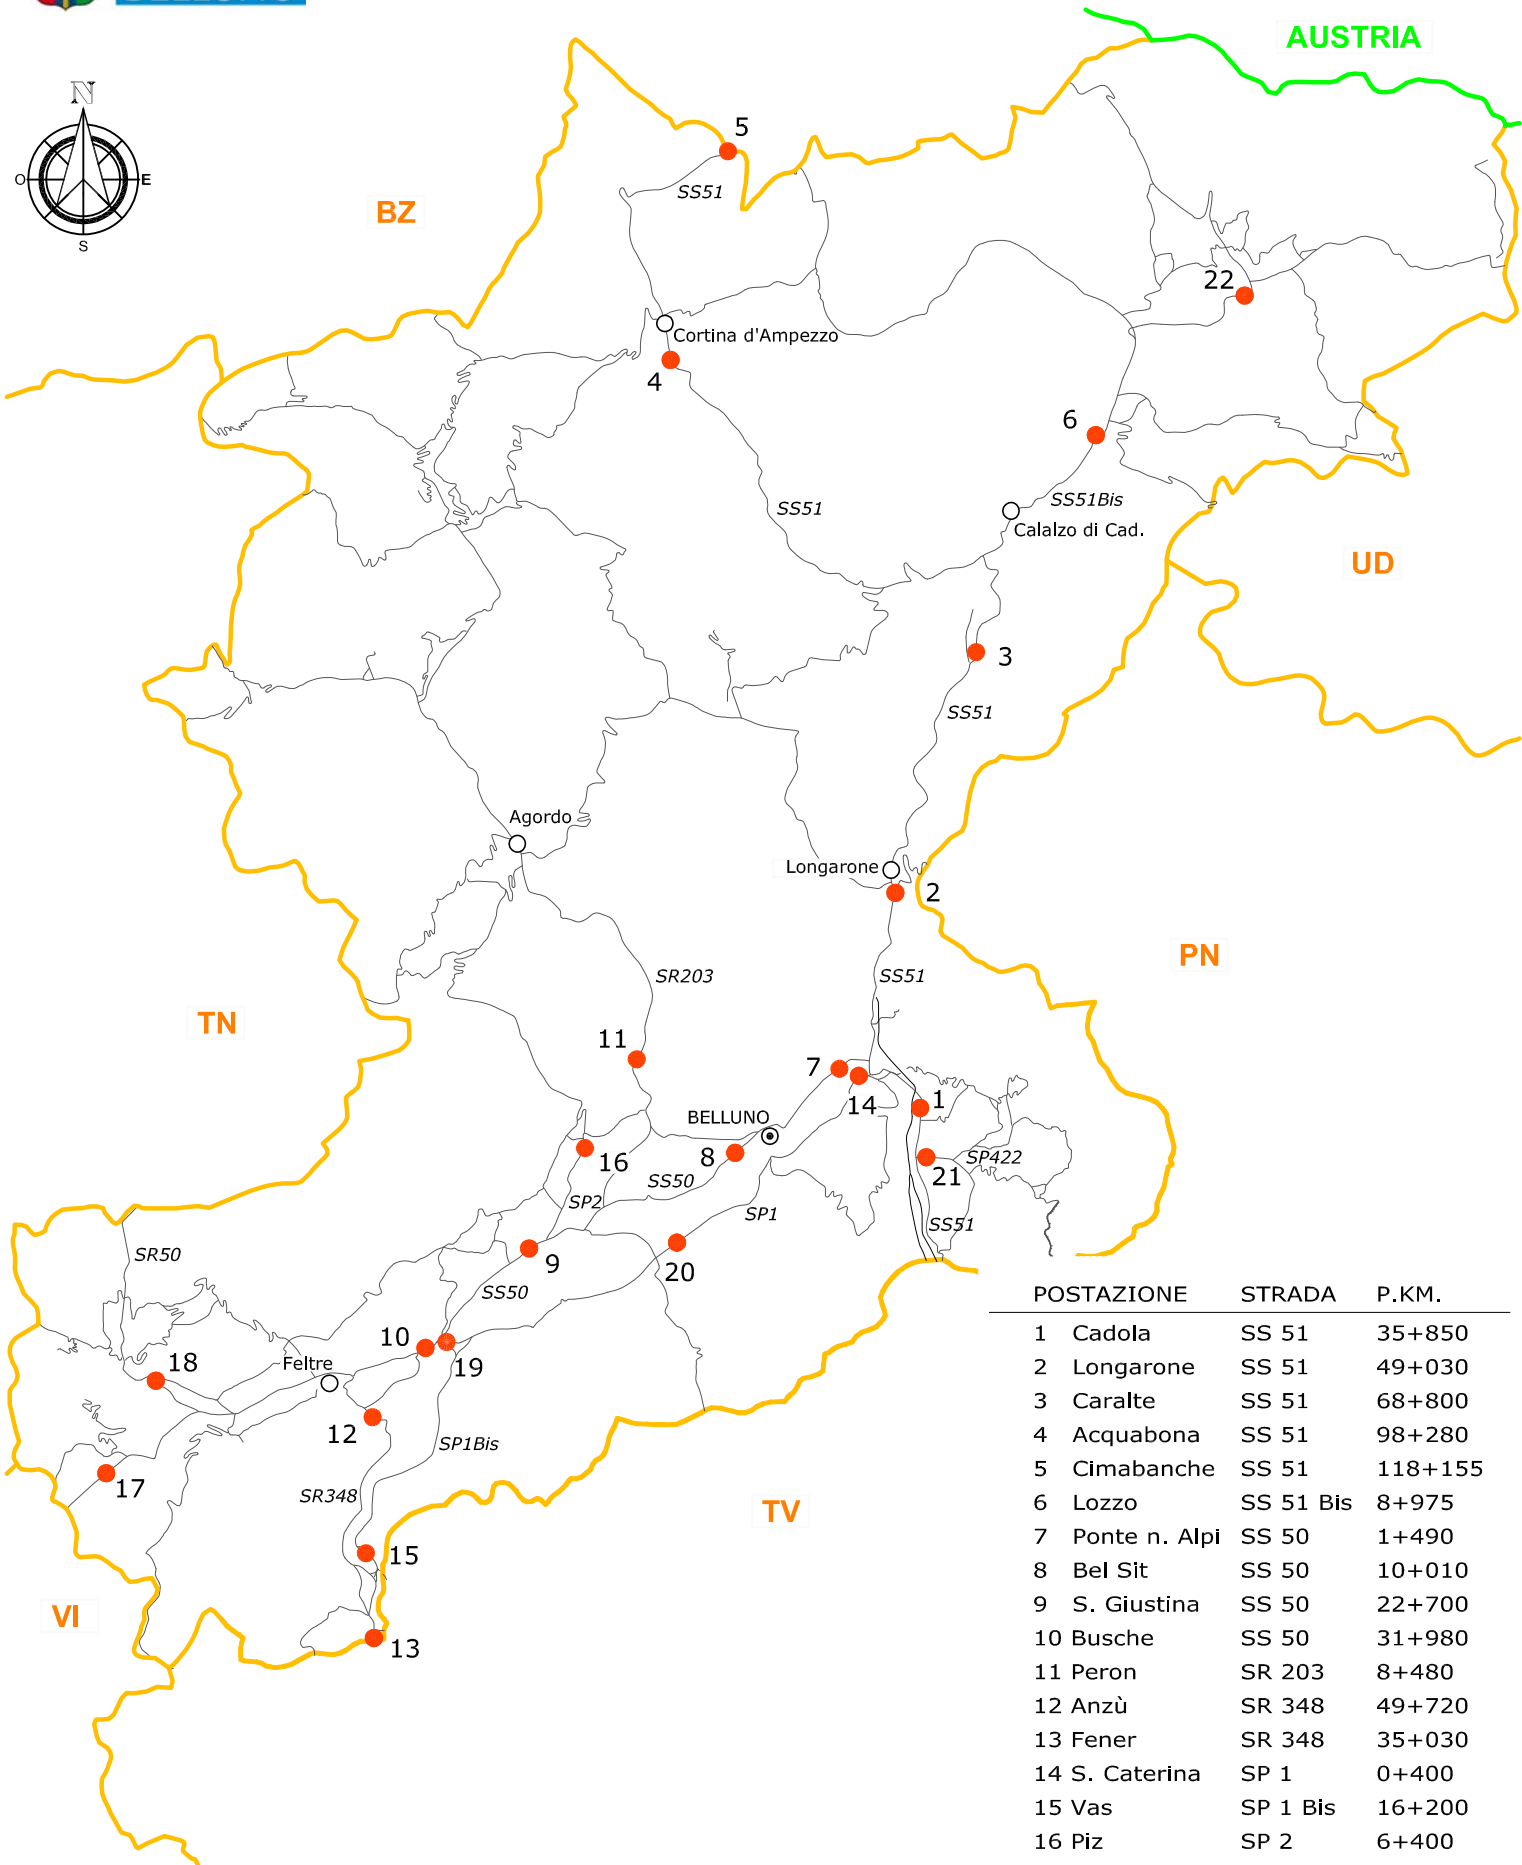 AUSTRIA
N
O
E
S
BZ
5
SS51
22
Cortina d'Ampezzo
4
6
SS51
SS51Bis
Calalzo di Cad.
UD
3
SS51
Agordo
Longarone
2
PN
SR203
SS51
TN
11
7
14
1
BELLUNO
16
8
SP422
21
SS50
SP2
SP1
SS51
SR50
9
20
SS50
10
19
18
Feltre
12
SP1Bis
17
SR348
TV
15
VI
13
POSTAZIONE STRADA P.KM.
1 Cadola SS 51 35+850
2 Longarone SS 51 49+030
3 Caralte SS 51 68+800
4 Acquabona SS 51 98+280
5 Cimabanche SS 51 118+155
6 Lozzo SS 51 Bis 8+975
7 Ponte n. Alpi SS 50 1+490
8 Bel Sit SS 50 10+010
9 S. Giustina SS 50 22+700
10 Busche SS 50 31+980
11 Peron SR 203 8+480
12 Anzù SR 348 49+720
13 Fener SR 348 35+030
14 S. Caterina SP 1 0+400
15 Vas SP 1 Bis 16+200
16 Piz SP 2 6+400